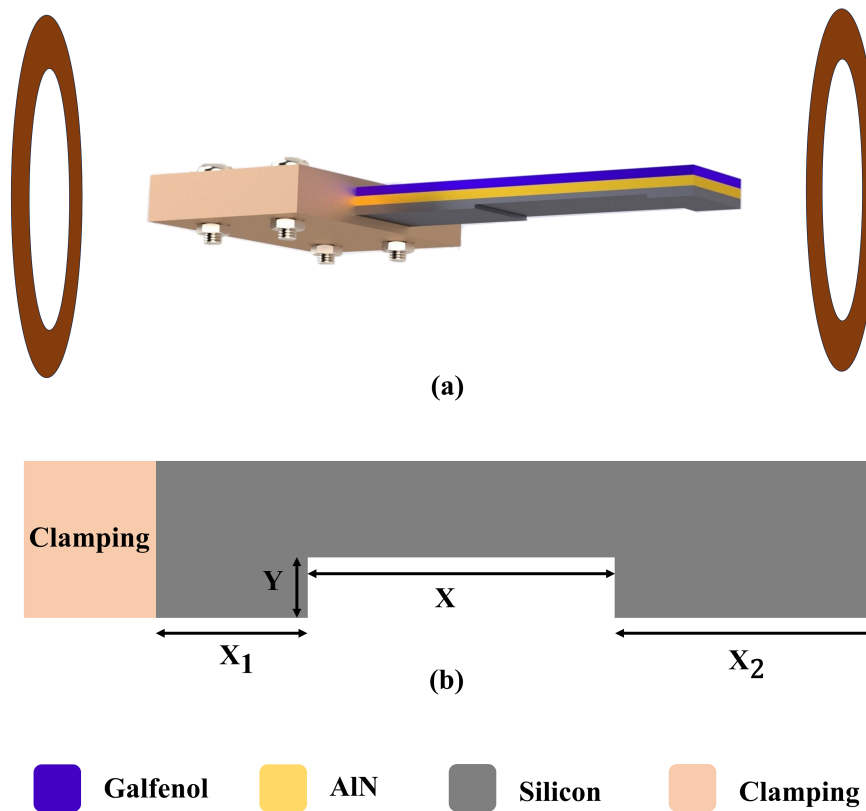 (a)
Clamping
Y
X
X₁
X₂
(b)
Galfenol
AlN
Silicon
Clamping